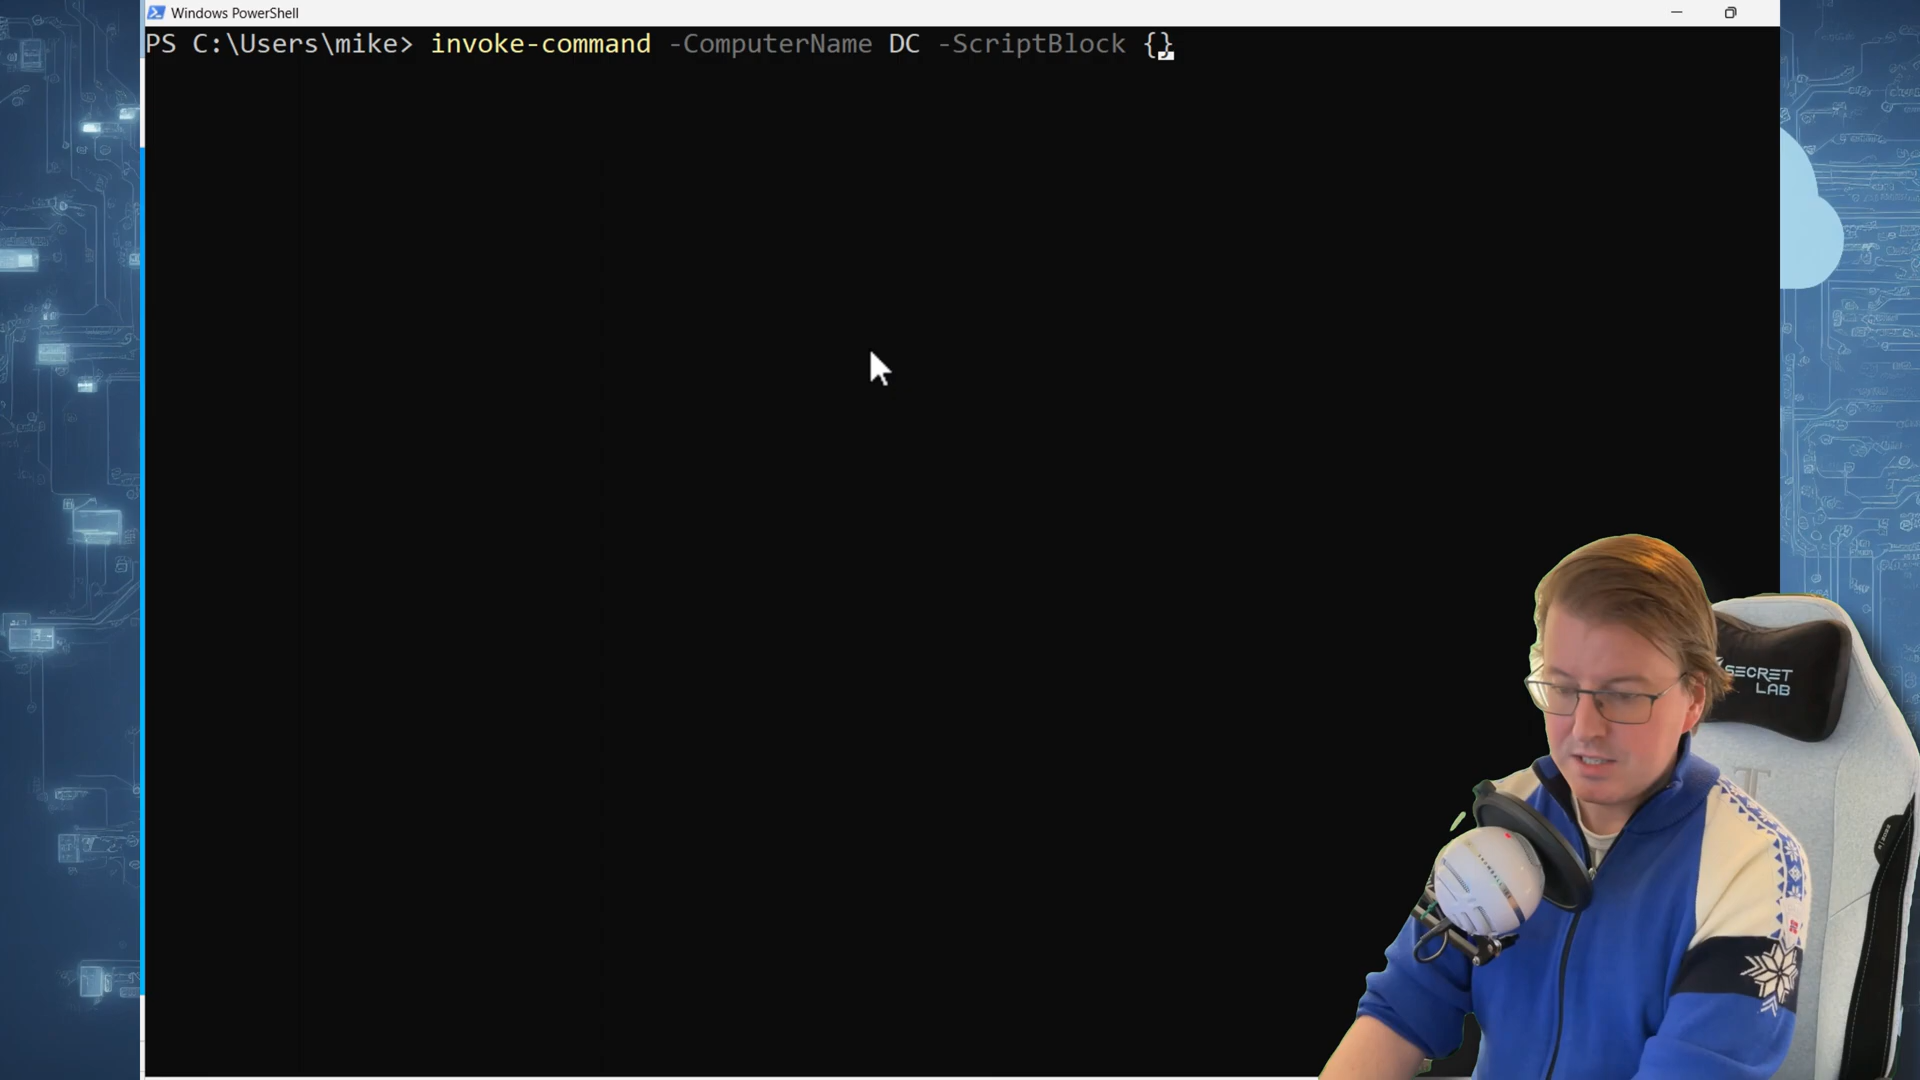 Windows PowerShell
PS C:\Users\mike> invoke-command -ComputerName DC -ScriptBlock {}
SECRET
LAB